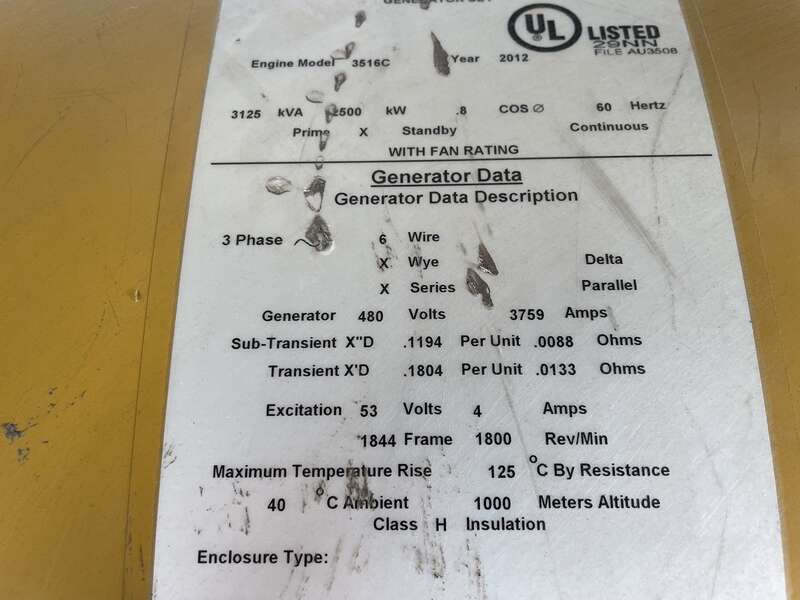 GENERATOR SET
UL ® LISTED
29NN
FILE AU3508
Engine Model 3516C Year 2012
3125 kVA 2500 kW .8 COS Ø 60 Hertz
Prime X Standby Continuous
WITH FAN RATING
Generator Data
Generator Data Description
3 Phase 6 Wire
X Wye Delta
X Series Parallel
Generator 480 Volts 3759 Amps
Sub-Transient X"D .1194 Per Unit .0088 Ohms
Transient X'D .1804 Per Unit .0133 Ohms
Excitation 53 Volts 4 Amps
1844 Frame 1800 Rev/Min
Maximum Temperature Rise 125 °C By Resistance
40 °C Ambient 1000 Meters Altitude
Class H Insulation
Enclosure Type: